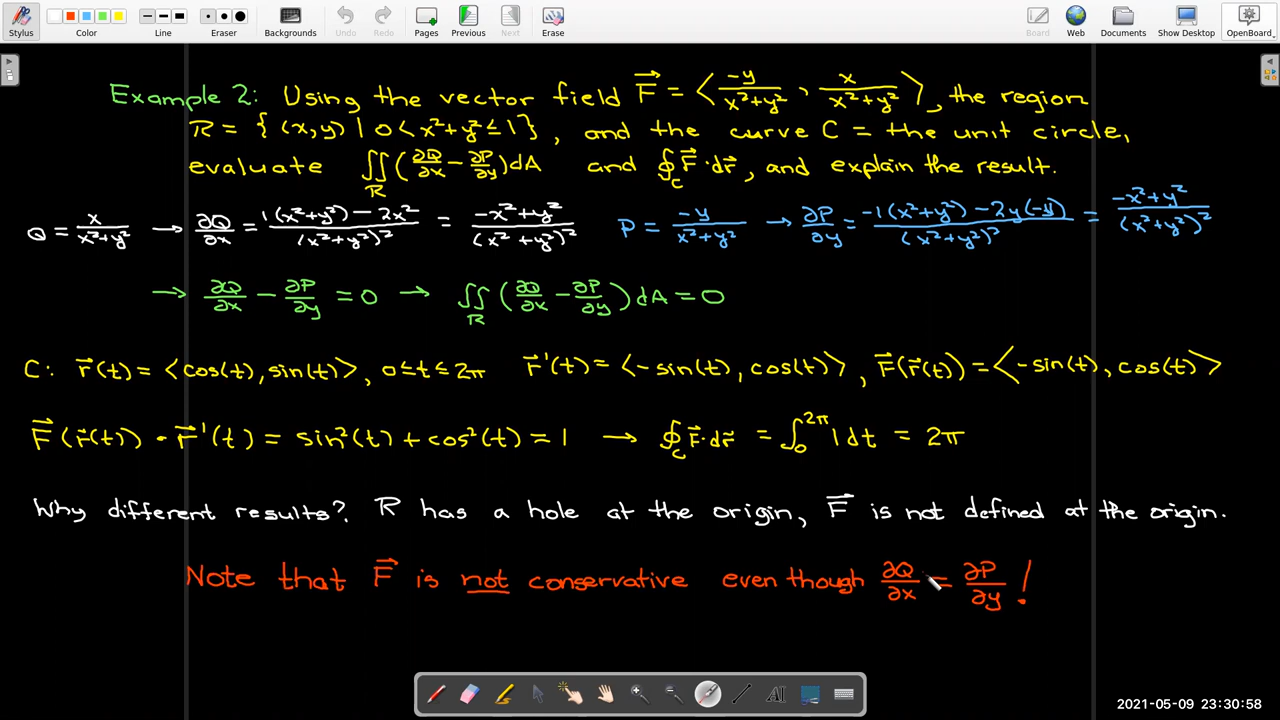 Stylus
Color
Line
Eraser
Backgrounds
Undo
Redo
Pages
Previous
Next
Erase
Board
Web
Documents
Show Desktop
OpenBoard
Example 2: Using the vector field F⃗ = ⟨ -y/(x²+y²) , x/(x²+y²) ⟩, the region
R = { (x,y) | 0 < x²+y² ≤ 1 }, and the curve C = the unit circle,
evaluate ∬_R (∂Q/∂x − ∂P/∂y) dA and ∮_C F⃗ · dr⃗, and explain the result.
Q = x/(x²+y²) → ∂Q/∂x = (1(x²+y²) − 2x²)/(x²+y²)² = (-x²+y²)/(x²+y²)² P = -y/(x²+y²) → ∂P/∂y = (-1(x²+y²) − 2y(-y))/(x²+y²)² = (-x²+y²)/(x²+y²)²
→ ∂Q/∂x − ∂P/∂y = 0 → ∬_R (∂Q/∂x − ∂P/∂y) dA = 0
C: r⃗(t) = ⟨cos(t), sin(t)⟩, 0 ≤ t ≤ 2π r⃗'(t) = ⟨-sin(t), cos(t)⟩, F⃗(r⃗(t)) = ⟨-sin(t), cos(t)⟩
F⃗(r⃗(t)) · r⃗'(t) = sin²(t) + cos²(t) = 1 → ∮_C F⃗ · dr⃗ = ∫₀^2π 1 dt = 2π
Why different results?. R has a hole at the origin, F⃗ is not defined at the origin.
Note that F⃗ is not conservative even though ∂Q/∂x = ∂P/∂y !
AI
2021-05-09 23:30:58